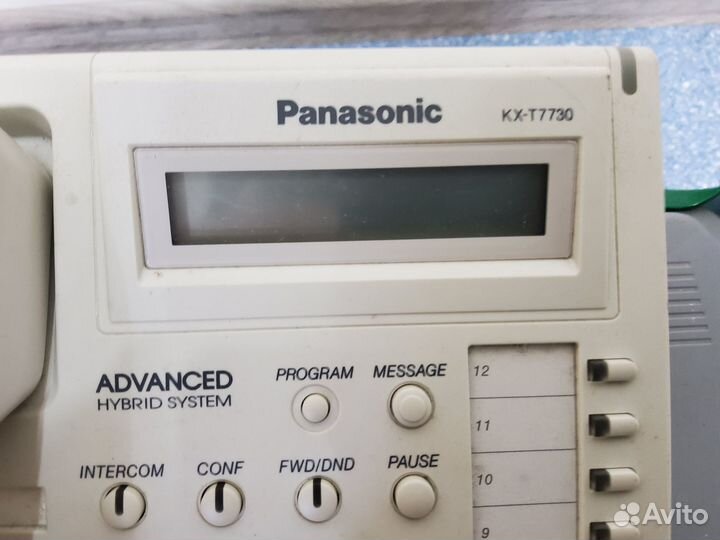 Panasonic KX-T7730
ADVANCED
HYBRID SYSTEM
PROGRAM MESSAGE
INTERCOM CONF FWD/DND PAUSE
12
11
10
9
Avito